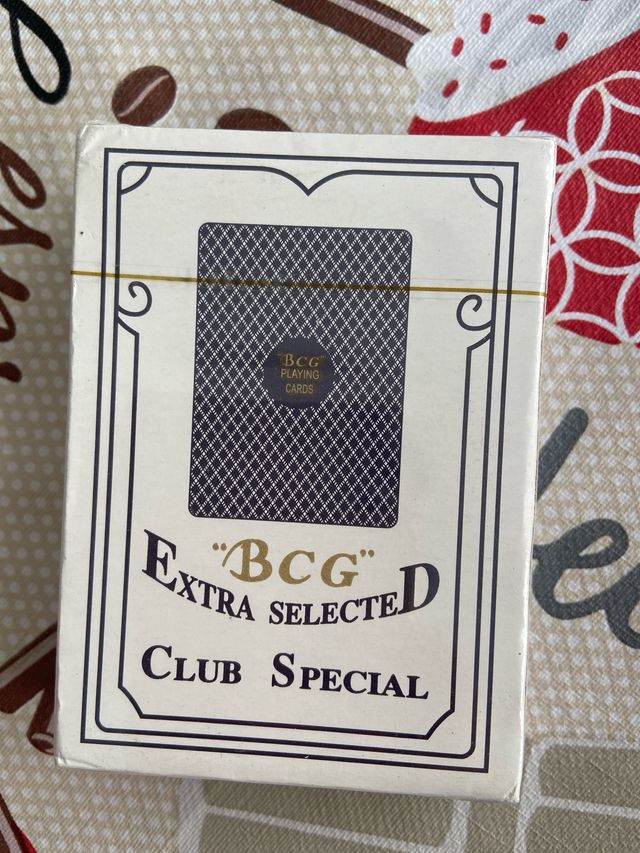 "BCG"
PLAYING
CARDS
"BCG"
EXTRA SELECTED
CLUB SPECIAL